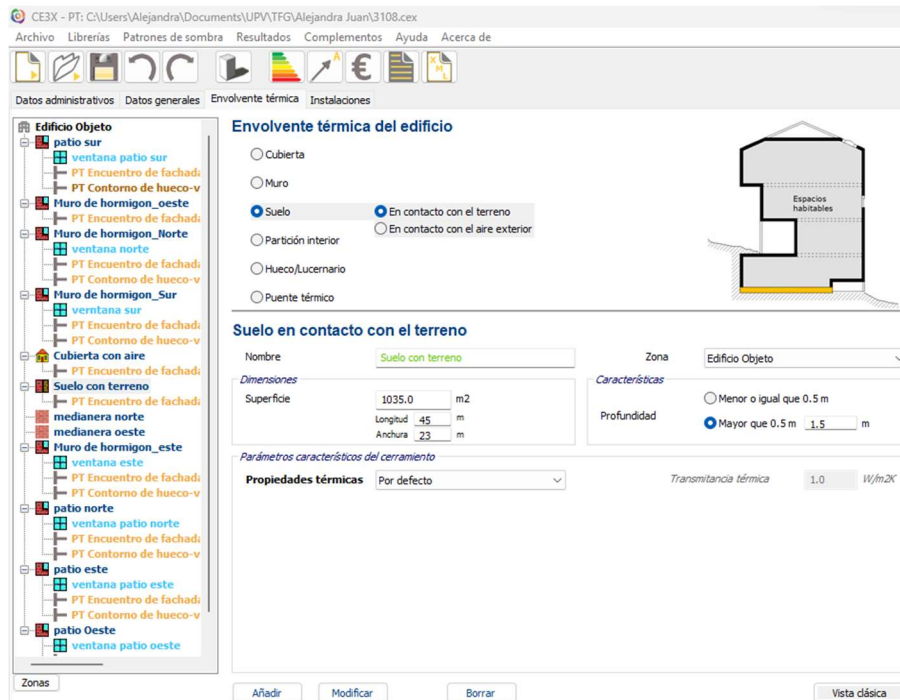 CE3X - PT: C:\Users\Alejandra\Documents\UPV\TFG\Alejandra Juan\3108.cex
Archivo Librerías Patrones de sombra Resultados Complementos Ayuda Acerca de
A € X M L
Datos administrativos Datos generales Envolvente térmica Instalaciones
Edificio Objeto
patio sur
ventana patio sur
PT Encuentro de fachada
PT Contorno de hueco-v
Muro de hormigon_oeste
PT Encuentro de fachada
Muro de hormigon_Norte
ventana norte
PT Encuentro de fachada
PT Contorno de hueco-v
Muro de hormigon_Sur
verntana sur
PT Encuentro de fachada
PT Contorno de hueco-v
Cubierta con aire
PT Encuentro de fachada
Suelo con terreno
PT Encuentro de fachada
medianera norte
medianera oeste
Muro de hormigon_este
ventana este
PT Encuentro de fachada
PT Contorno de hueco-v
patio norte
ventana patio norte
PT Encuentro de fachada
PT Contorno de hueco-v
patio este
ventana patio este
PT Encuentro de fachada
PT Contorno de hueco-v
patio Oeste
ventana patio oeste
Zonas
Envolvente térmica del edificio
Cubierta
Muro
Suelo En contacto con el terreno
En contacto con el aire exterior
Partición interior
Hueco/Lucernario
Puente térmico
Espacios
habitables
Suelo en contacto con el terreno
Nombre Suelo con terreno Zona Edificio Objeto
Dimensiones
Superficie 1035.0 m2
Longitud 45 m
Anchura 23 m
Características
Profundidad
Menor o igual que 0.5 m
Mayor que 0.5 m 1.5 m
Parámetros característicos del cerramiento
Propiedades térmicas Por defecto Transmitancia térmica 1.0 W/m2K
Añadir Modificar Borrar Vista clásica